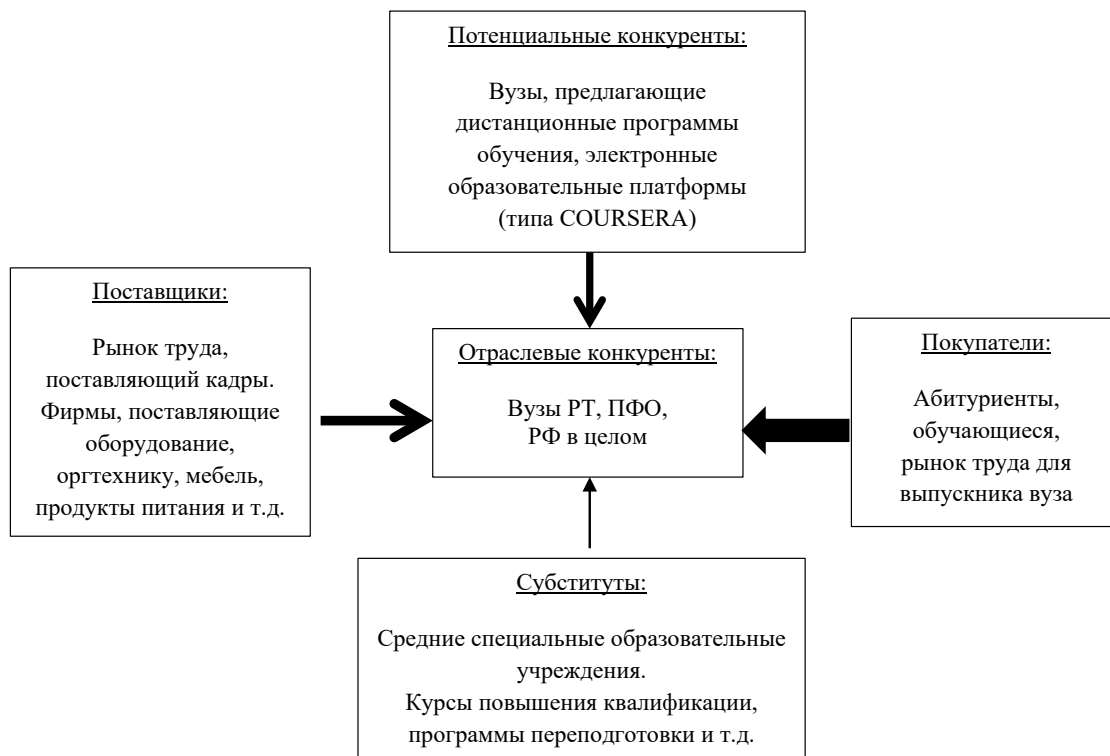 Потенциальные конкуренты:
Вузы, предлагающие
дистанционные программы
обучения, электронные
образовательные платформы
(типа COURSERA)
Поставщики:
Рынок труда,
поставляющий кадры.
Фирмы, поставляющие
оборудование,
оргтехнику, мебель,
продукты питания и т.д.
Отраслевые конкуренты:
Вузы РТ, ПФО,
РФ в целом
Покупатели:
Абитуриенты,
обучающиеся,
рынок труда для
выпускника вуза
Субституты:
Средние специальные образовательные
учреждения.
Курсы повышения квалификации,
программы переподготовки и т.д.